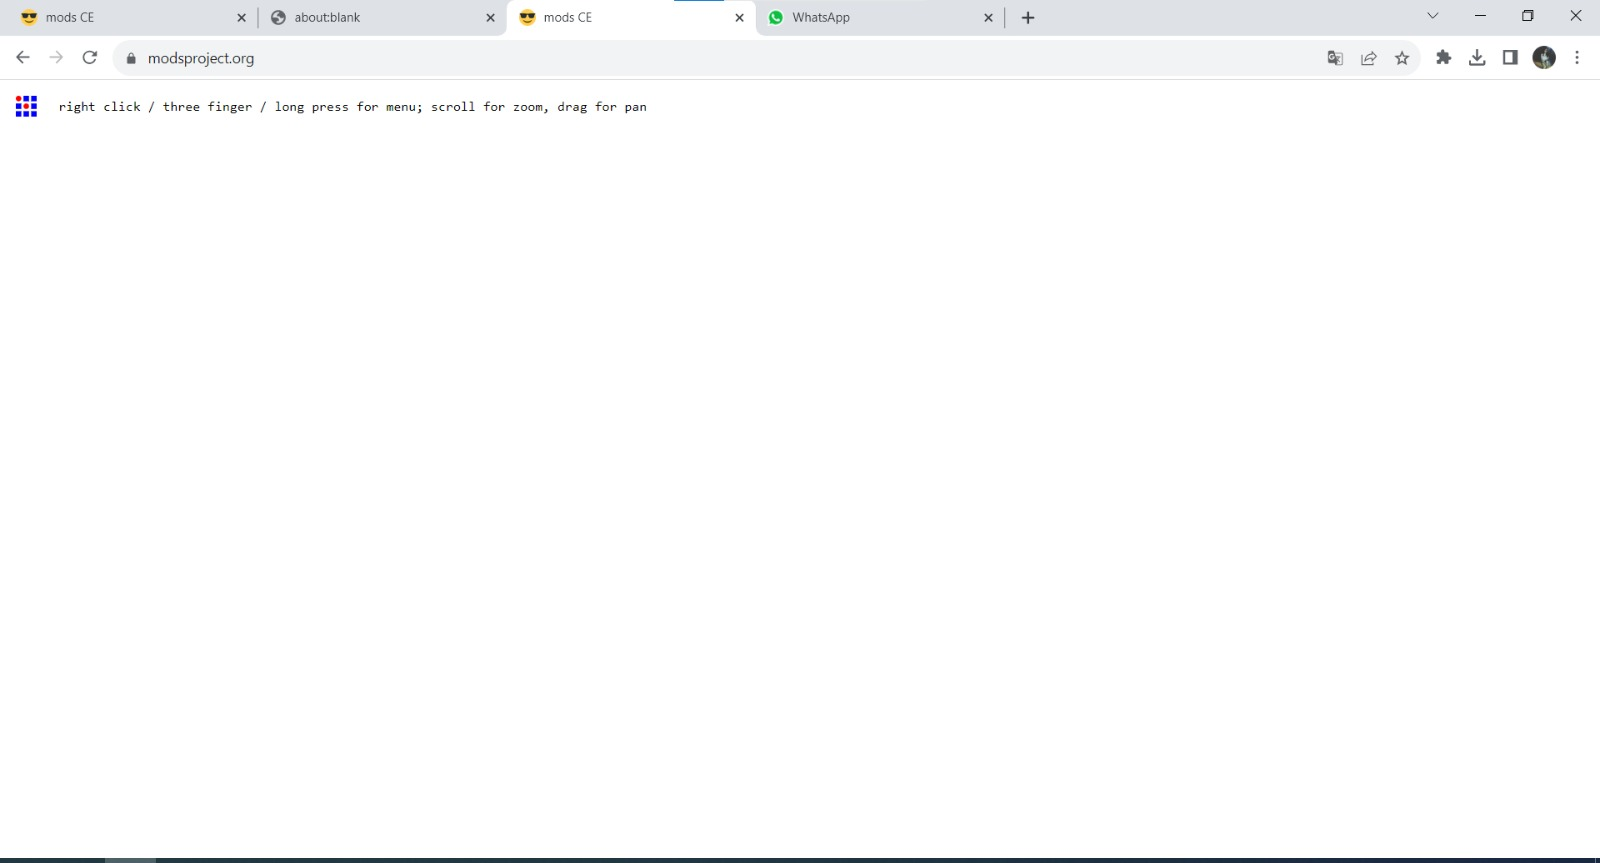 mods CE
about:blank
mods CE
WhatsApp
modsproject.org
right click / three finger / long press for menu; scroll for zoom, drag for pan